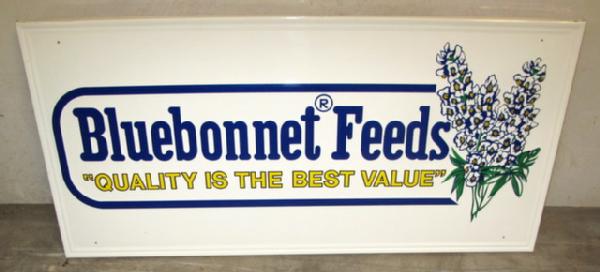 Bluebonnet® Feeds
"QUALITY IS THE BEST VALUE"